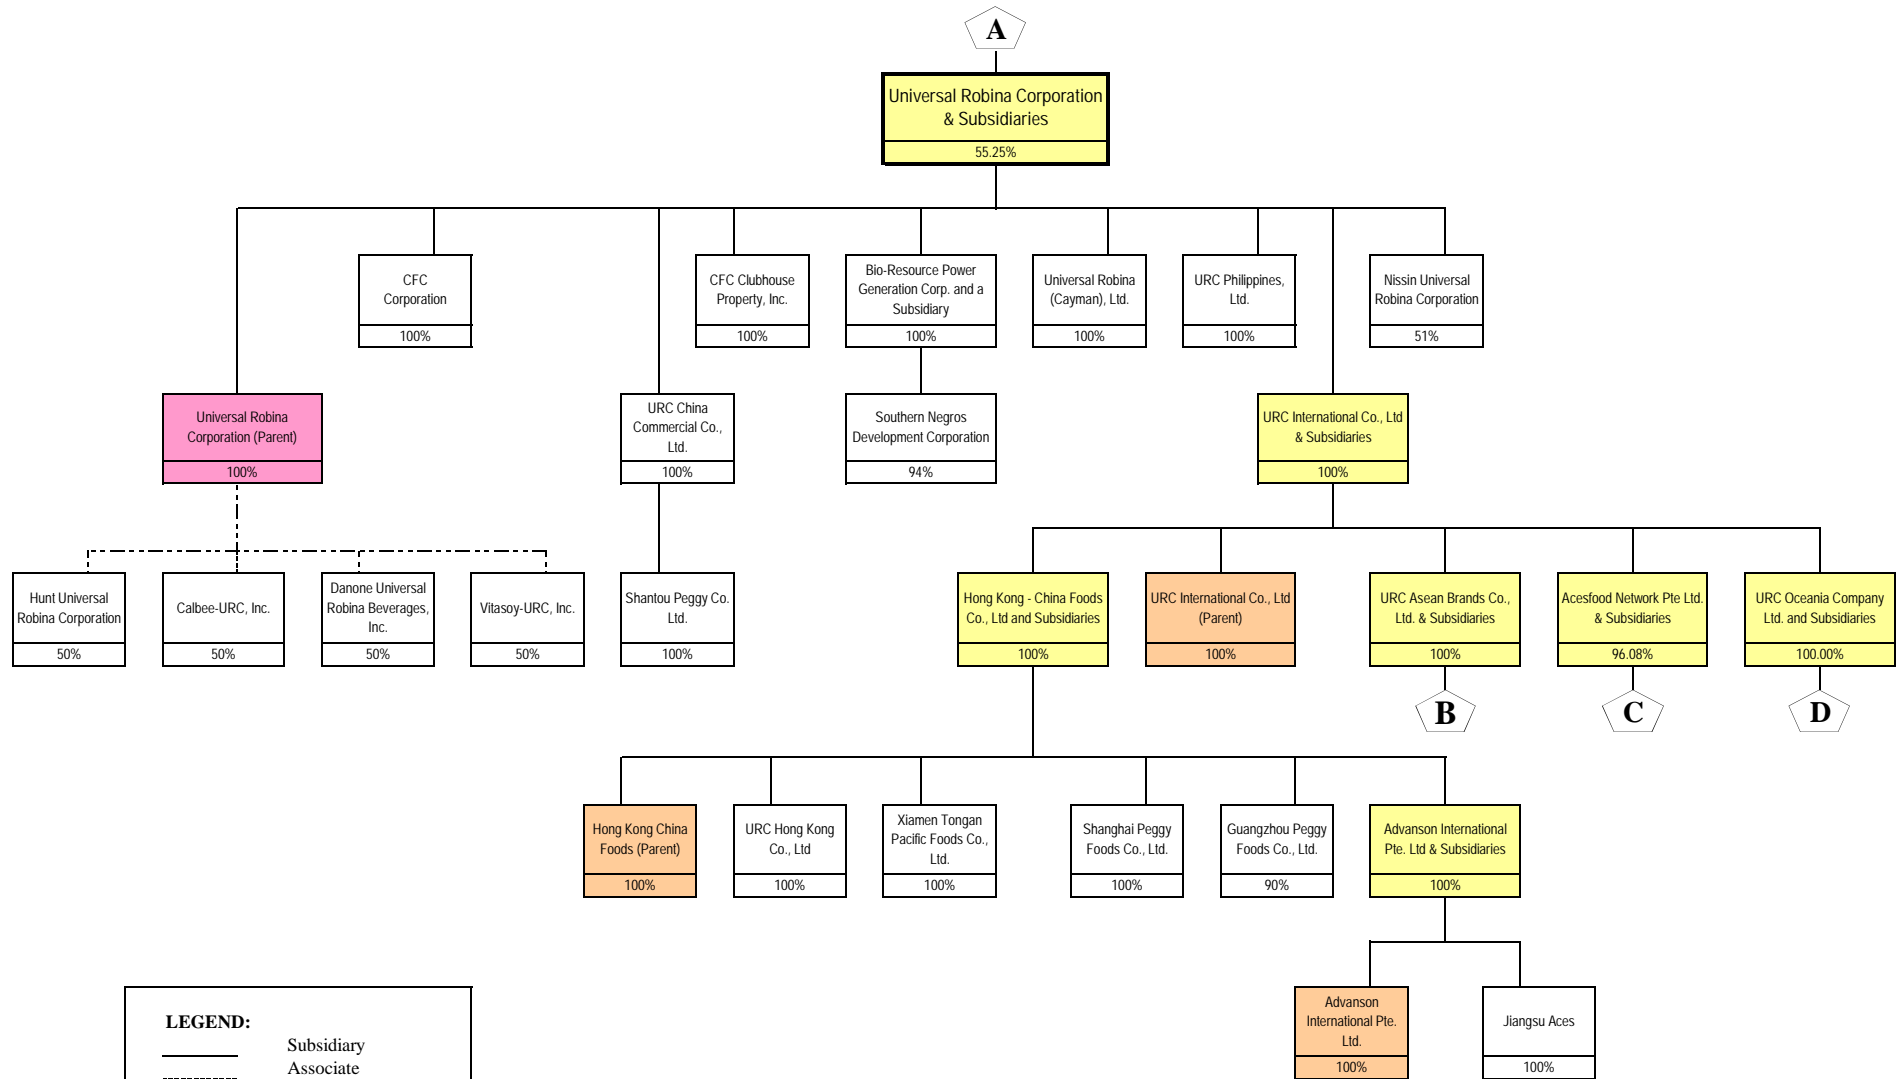 A
Universal Robina Corporation
& Subsidiaries
55.25%
CFC
Corporation
100%
CFC Clubhouse
Property, Inc.
100%
Bio-Resource Power
Generation Corp. and a
Subsidiary
100%
Universal Robina
(Cayman), Ltd.
100%
URC Philippines,
Ltd.
100%
Nissin Universal
Robina Corporation
51%
Universal Robina
Corporation (Parent)
100%
URC China
Commercial Co.,
Ltd.
100%
Southern Negros
Development Corporation
94%
URC International Co., Ltd
& Subsidiaries
100%
Hunt Universal
Robina Corporation
50%
Calbee-URC, Inc.
50%
Danone Universal
Robina Beverages,
Inc.
50%
Vitasoy-URC, Inc.
50%
Shantou Peggy Co.
Ltd.
100%
Hong Kong - China Foods
Co., Ltd and Subsidiaries
100%
URC International Co., Ltd
(Parent)
100%
URC Asean Brands Co.,
Ltd. & Subsidiaries
100%
Acesfood Network Pte Ltd.
& Subsidiaries
96.08%
URC Oceania Company
Ltd. and Subsidiaries
100.00%
B
C
D
Hong Kong China
Foods (Parent)
100%
URC Hong Kong
Co., Ltd
100%
Xiamen Tongan
Pacific Foods Co.,
Ltd.
100%
Shanghai Peggy
Foods Co., Ltd.
100%
Guangzhou Peggy
Foods Co., Ltd.
90%
Advanson International
Pte. Ltd & Subsidiaries
100%
Advanson
International Pte.
Ltd.
100%
Jiangsu Aces
100%
LEGEND:
Subsidiary
Associate